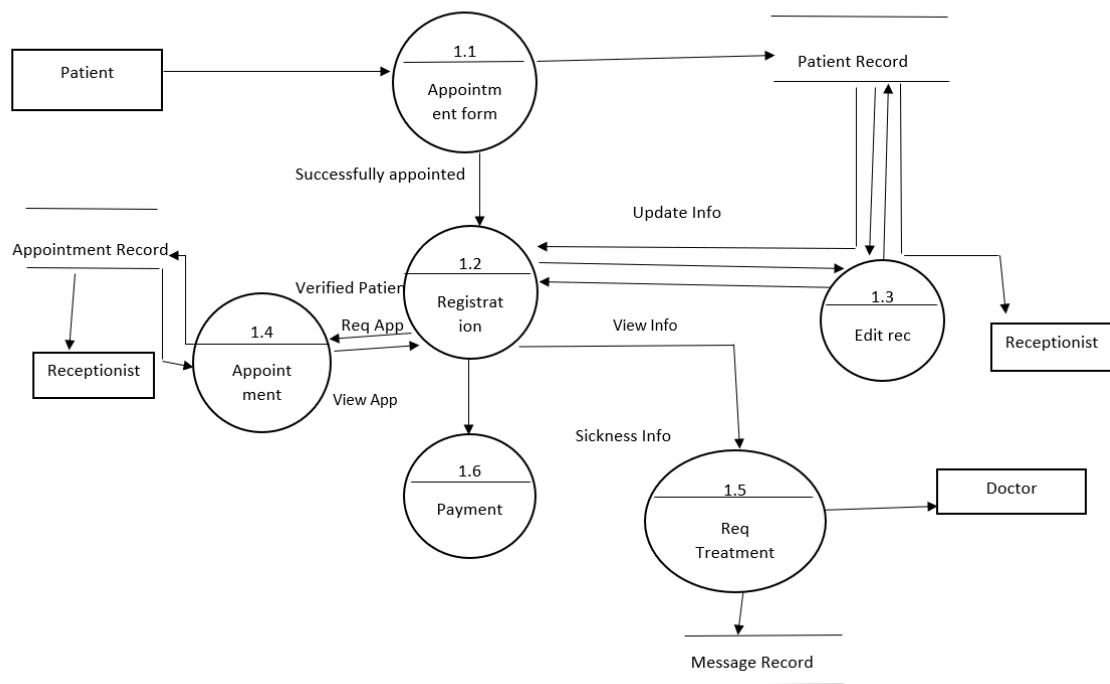 1.1
Patient
Patient Record
Appointm
ent form
Successfully appointed
Update Info
Appointment Record
1.2
Verified Patien
Registrat
ion
1.3
Req App
View Info
1.4
Edit rec
Receptionist
Receptionist
Appoint
ment
View App
Sickness Info
1.6
Payment
1.5
Doctor
Req
Treatment
Message Record